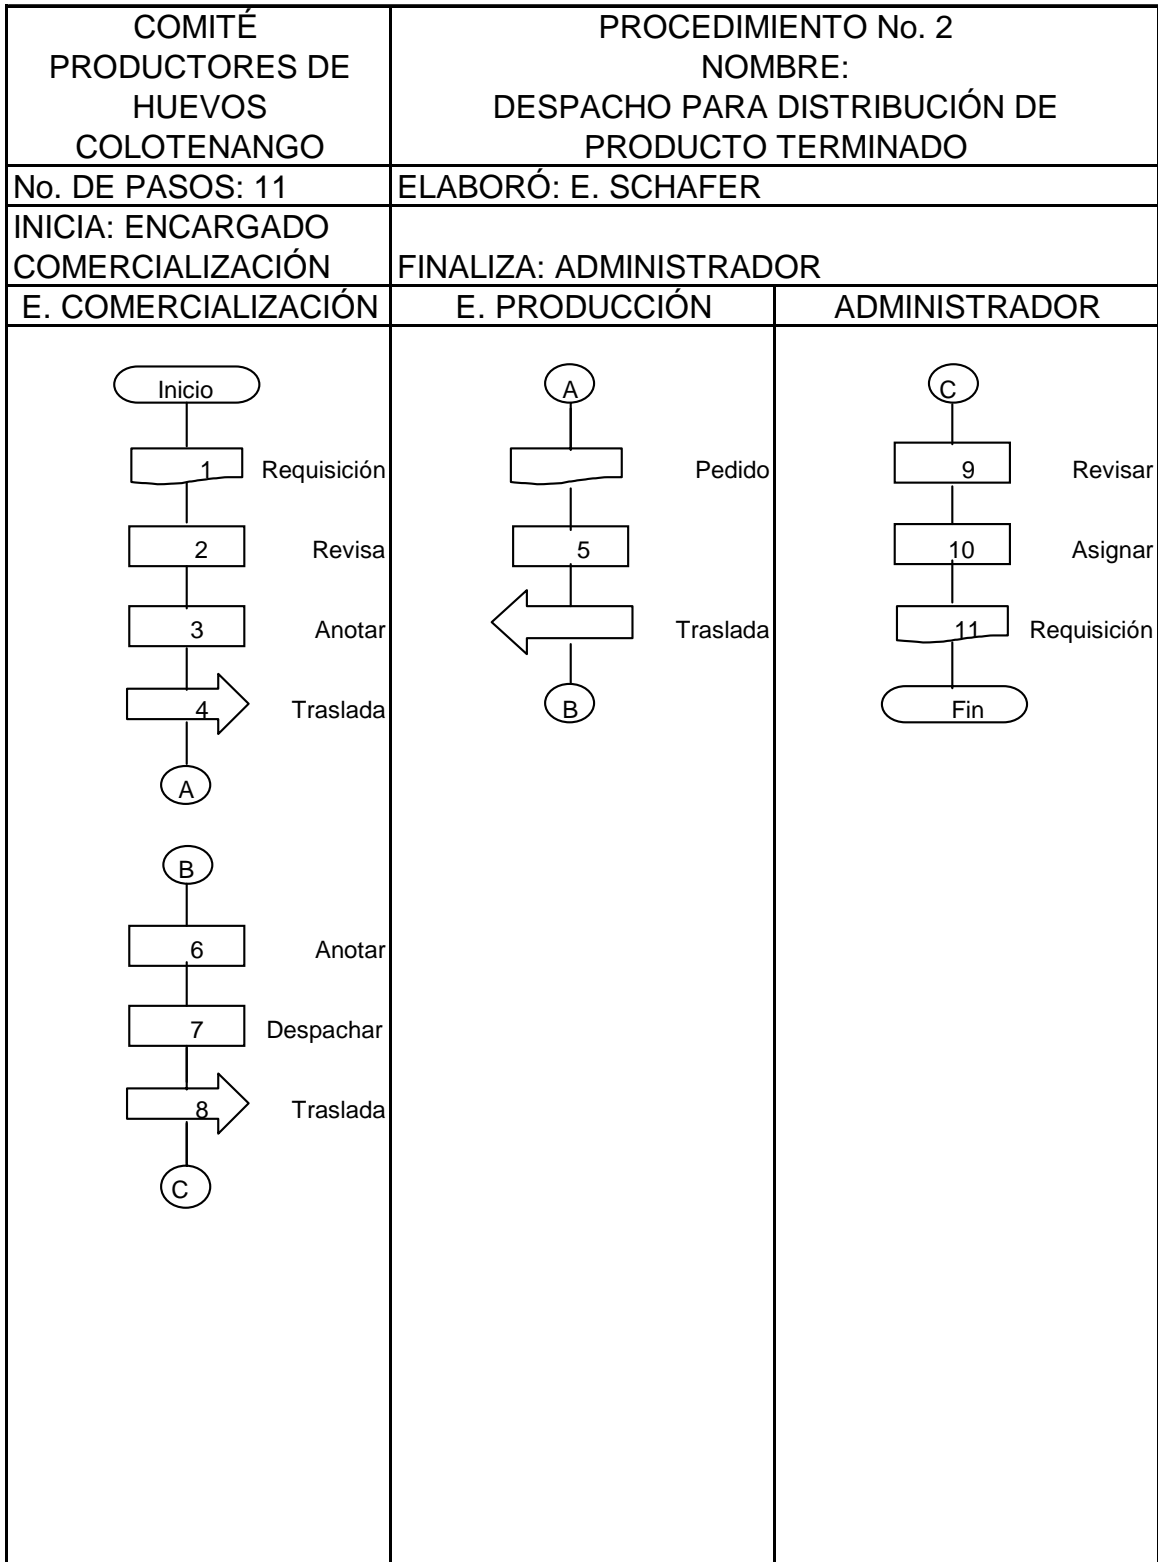 COMITÉ
PRODUCTORES DE
HUEVOS
COLOTENANGO
PROCEDIMIENTO No. 2
NOMBRE:
DESPACHO PARA DISTRIBUCIÓN DE
PRODUCTO TERMINADO
No. DE PASOS: 11
ELABORÓ: E. SCHAFER
INICIA: ENCARGADO
COMERCIALIZACIÓN
FINALIZA: ADMINISTRADOR
E. COMERCIALIZACIÓN
E. PRODUCCIÓN
ADMINISTRADOR
Inicio
1 Requisición
2 Revisa
3 Anotar
4 Traslada
A
B
6 Anotar
7 Despachar
8 Traslada
C
A
Pedido
5
Traslada
B
C
9 Revisar
10 Asignar
11 Requisición
Fin